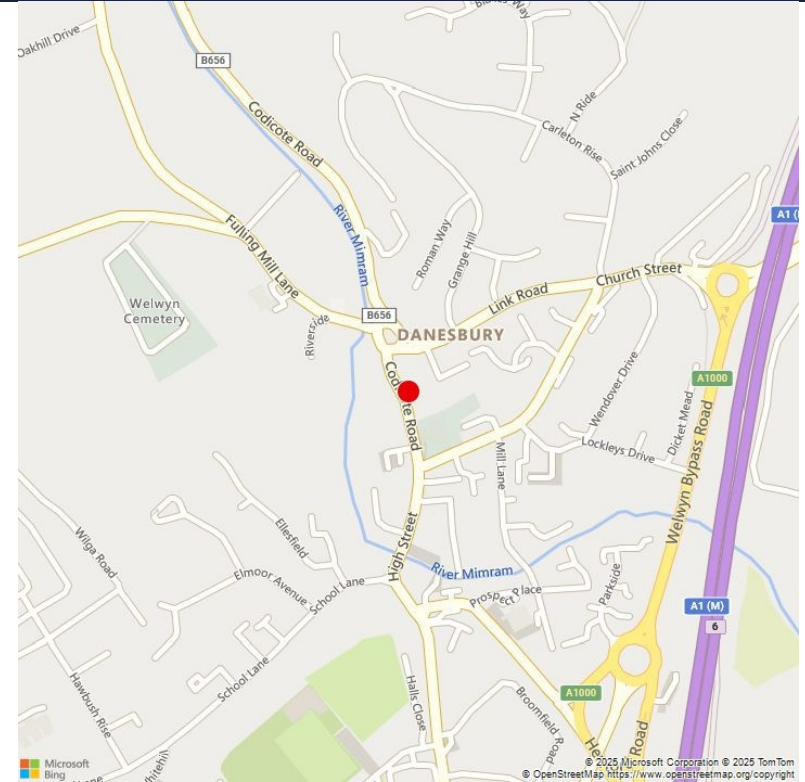 Oakhill Drive
B656
Codicote Road
N Ride
Carleton Rise
Saint Johns Close
A1 (
River Mimram
Roman Way
Grange Hill
Fulling Mill Lane
Church Street
Link Road
Welwyn
Cemetery
Riverside
B656
DANESBURY
A1000
Wendover Drive
Dicket Mead
Welwyn Bypass Road
Lockleys Drive
Mill Lane
High Street
Ellesfield
Wilga Road
River Mimram
Elmoor Avenue
School Lane
Prospect Place
Parkside
A1 (M)
6
School Lane
Hawbush Rise
Halls Close
Broomfield R
oad
A1000
Road
Microsoft
Bing
© 2025 Microsoft Corporation © 2025 TomTom
© OpenStreetMap https://www.openstreetmap.org/copyright